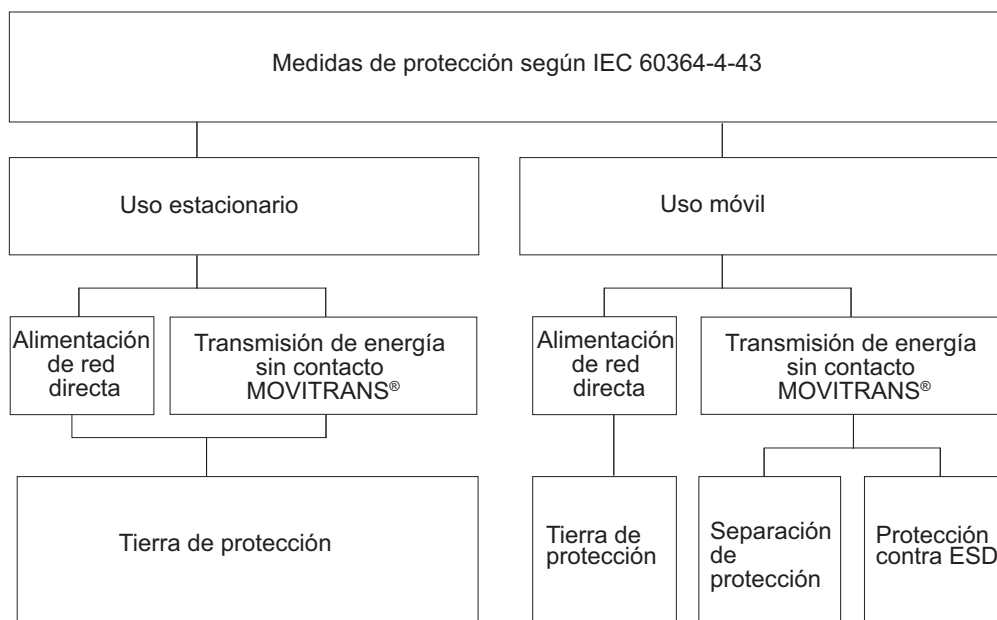 Medidas de protección según IEC 60364-4-43
Uso estacionario
Uso móvil
Alimentación
de red
directa
Transmisión de energía
sin contacto
MOVITRANS®
Alimentación
de red
directa
Transmisión de energía
sin contacto
MOVITRANS®
Tierra de protección
Tierra de
protección
Separación
de
protección
Protección
contra ESD